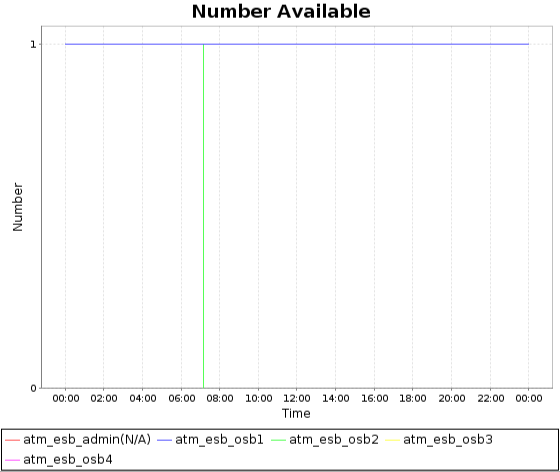 Number Available
1
Number
0
00:00 02:00 04:00 06:00 08:00 10:00 12:00 14:00 16:00 18:00 20:00 22:00 00:00
Time
atm_esb_admin(N/A) atm_esb_osb1 atm_esb_osb2 atm_esb_osb3
atm_esb_osb4